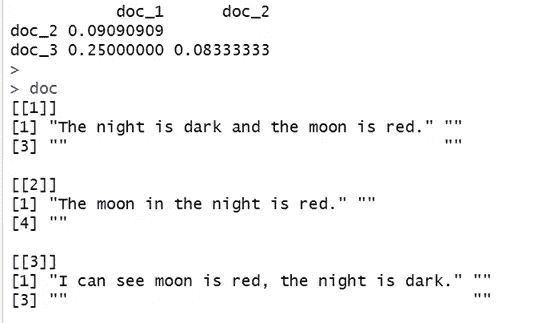 doc_1 doc_2
doc_2 0.09090909
doc_3 0.25000000 0.08333333
>
> doc
[[1]]
[1] "The night is dark and the moon is red." ""
[3] "" ""
[[2]]
[1] "The moon in the night is red." ""
[4] ""
[[3]]
[1] "I can see moon is red, the night is dark." ""
[3] "" ""